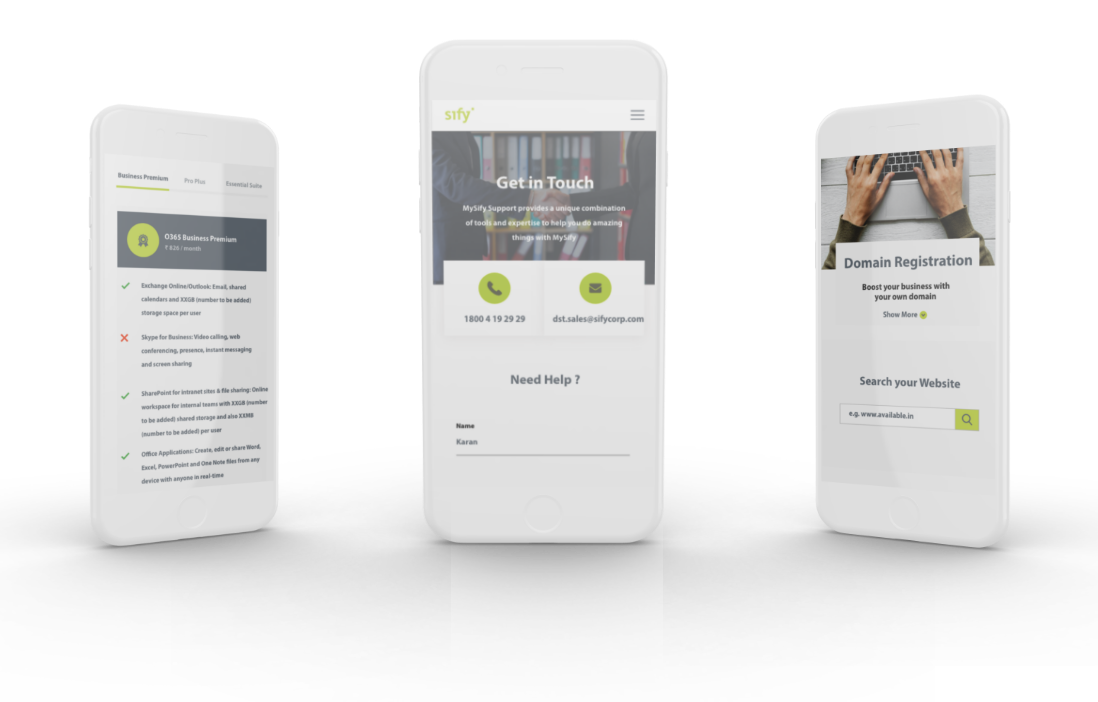 Business Premium Pro Plus Essential Suite
O365 Business Premium
₹ 826 / month
Exchange Online/Outlook: Email, shared
calendars and XXGB (number to be added)
storage space per user
Skype for Business: Video calling, web
conferencing, presence, instant messaging
and screen sharing
SharePoint for intranet sites & file sharing: Online
workspace for internal teams with XXGB (number
to be added) shared storage and also XXMB
(number to be added) per user
Office Applications: Create, edit or share Word,
Excel, PowerPoint and One Note files from any
device with anyone in real-time
sify
Get in Touch
MySify Support provides a unique combination
of tools and expertise to help you do amazing
things with MySify
1800 4 19 29 29
dst.sales@sifycorp.com
Need Help ?
Name
Karan
Domain Registration
Boost your business with
your own domain
Show More
Search your Website
e.g. www.available.in